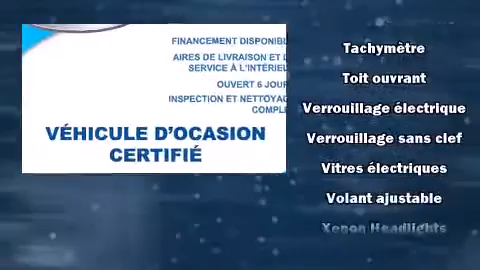 FINANCEMENT DISPONIBL
AIRES DE LIVRAISON ET
SERVICE À L'INTÉRIEU
OUVERT 6 JOUR
INSPECTION ET NETTOYAG
COMPL
VÉHICULE D'OCASION
CERTIFIÉ
Tachymètre
Toit ouvrant
Verrouillage électrique
Verrouillage sans clef
Vitres électriques
Volant ajustable
Xenon Headlights